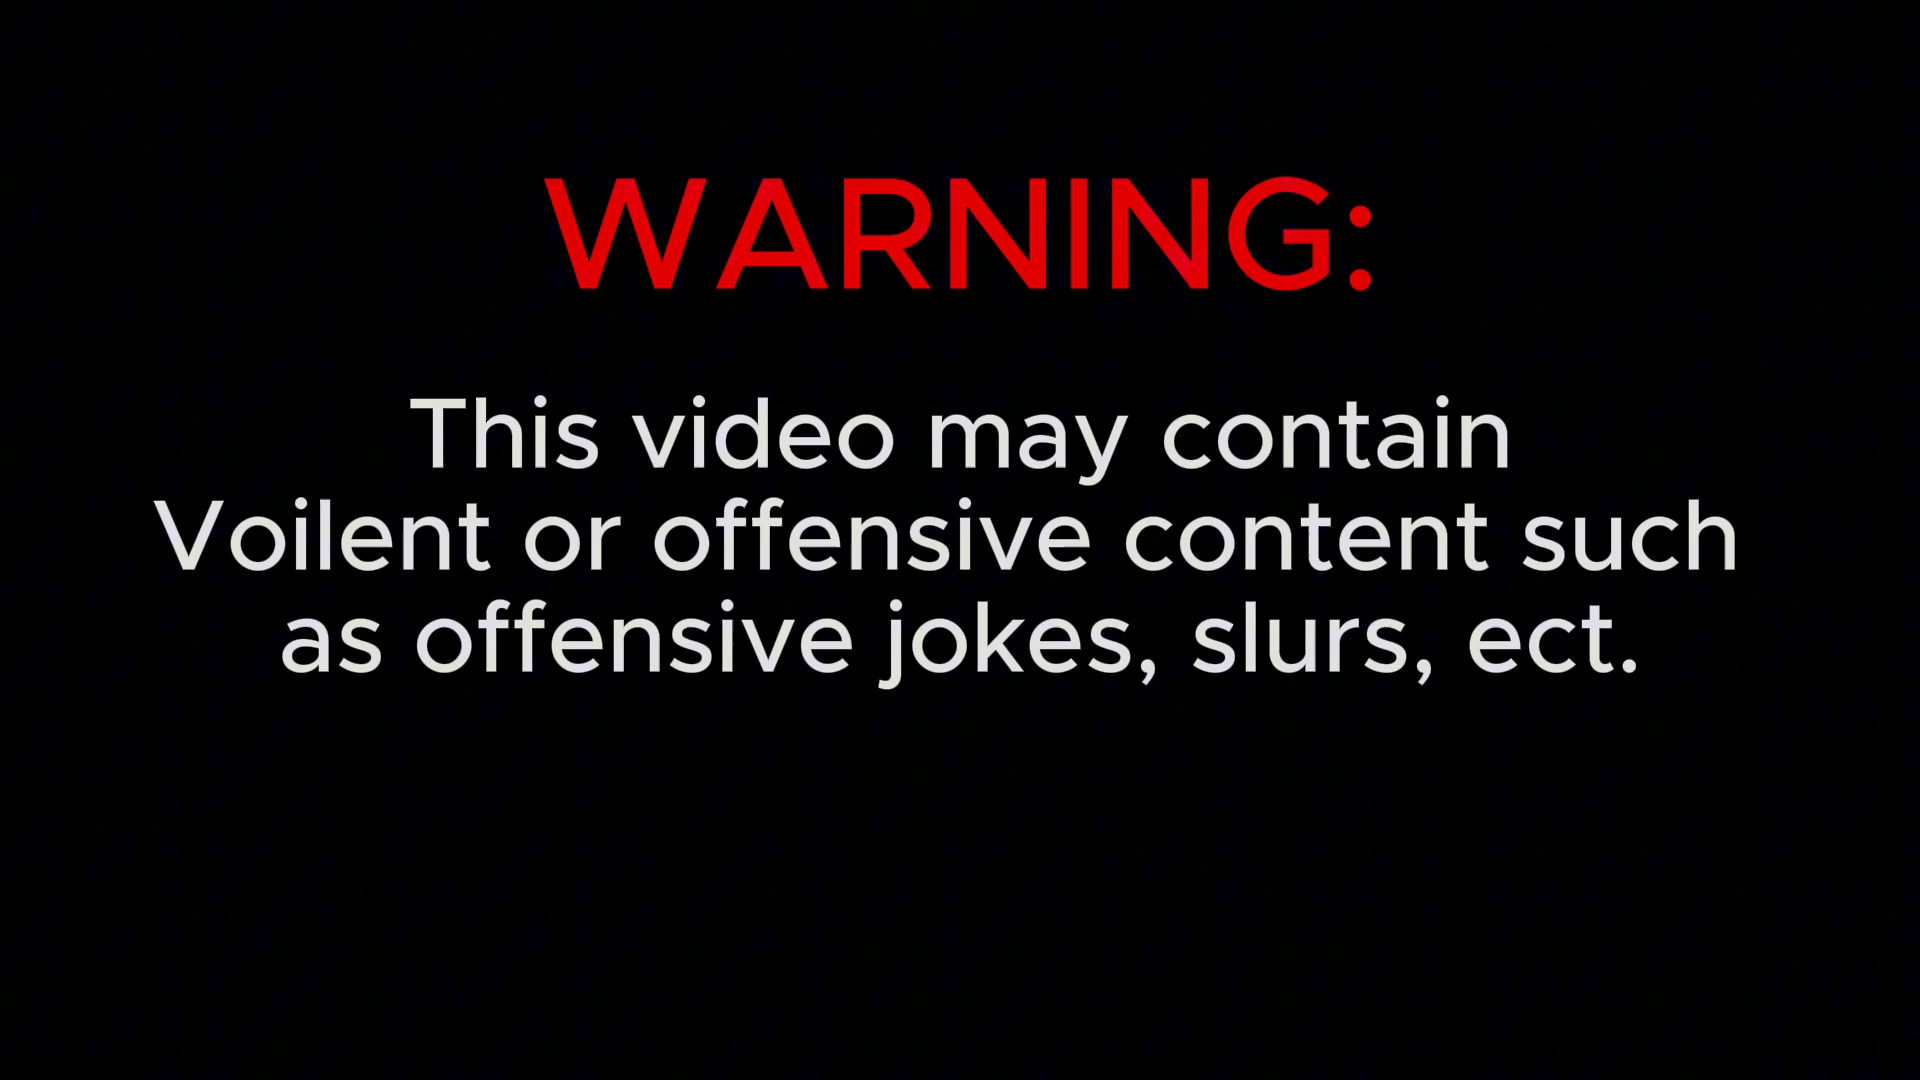 WARNING:
This video may contain
Voilent or offensive content such
as offensive jokes, slurs, ect.